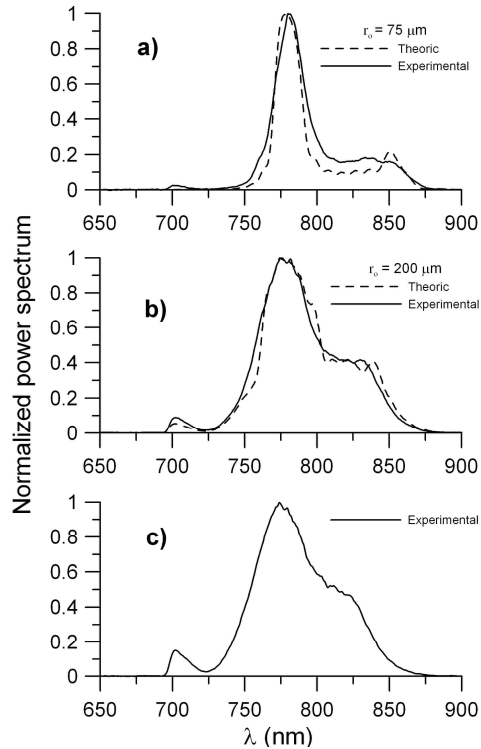 Normalized power spectrum
a)
r₀ = 75 µm
Theoric
Experimental
1
0.8
0.6
0.4
0.2
0
650 700 750 800 850 900
b)
r₀ = 200 µm
Theoric
Experimental
1
0.8
0.6
0.4
0.2
0
650 700 750 800 850 900
c)
Experimental
1
0.8
0.6
0.4
0.2
0
650 700 750 800 850 900
λ (nm)